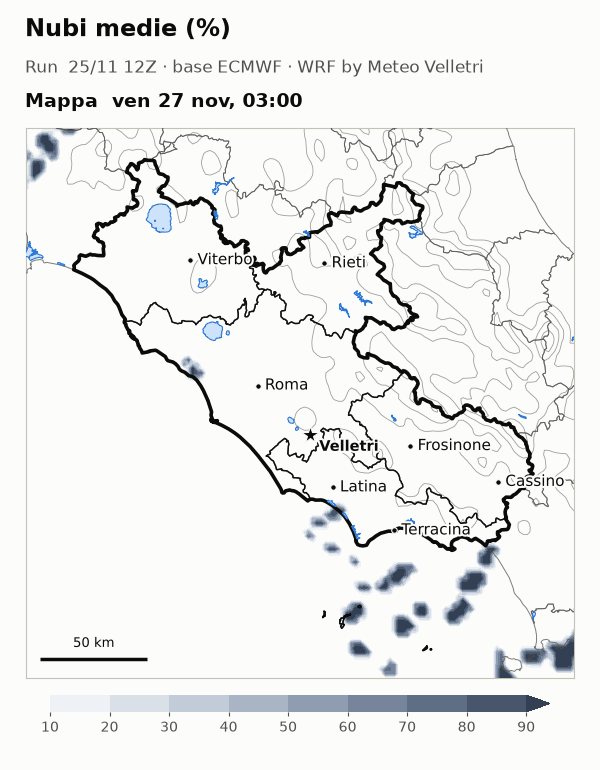 Nubi medie (%)
Run  25/11 12Z · base ECMWF · WRF by Meteo Velletri
Mappa  ven 27 nov, 03:00
Viterbo
Rieti
Roma
Velletri
Frosinone
Latina
Cassino
Terracina
50 km
10 20 30 40 50 60 70 80 90